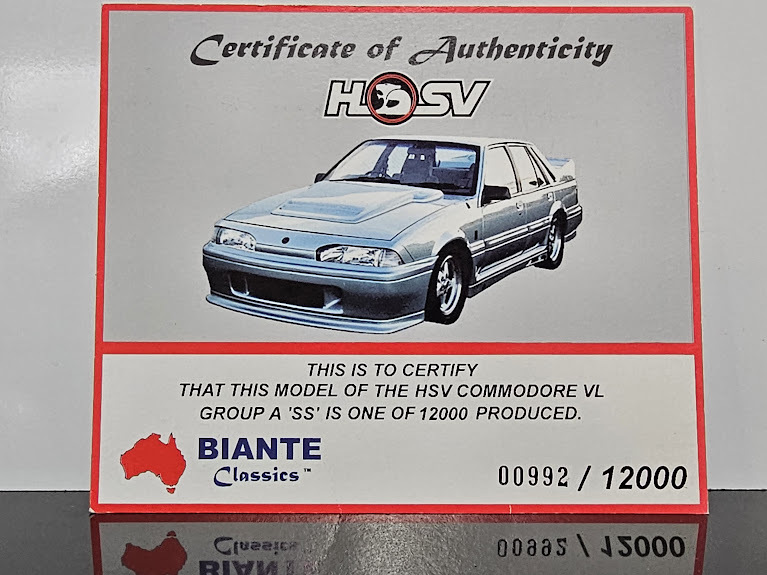 Certificate of Authenticity
HSV
THIS IS TO CERTIFY
THAT THIS MODEL OF THE HSV COMMODORE VL
GROUP A 'SS' IS ONE OF 12000 PRODUCED.
BIANTE
Classics™
00992 / 12000